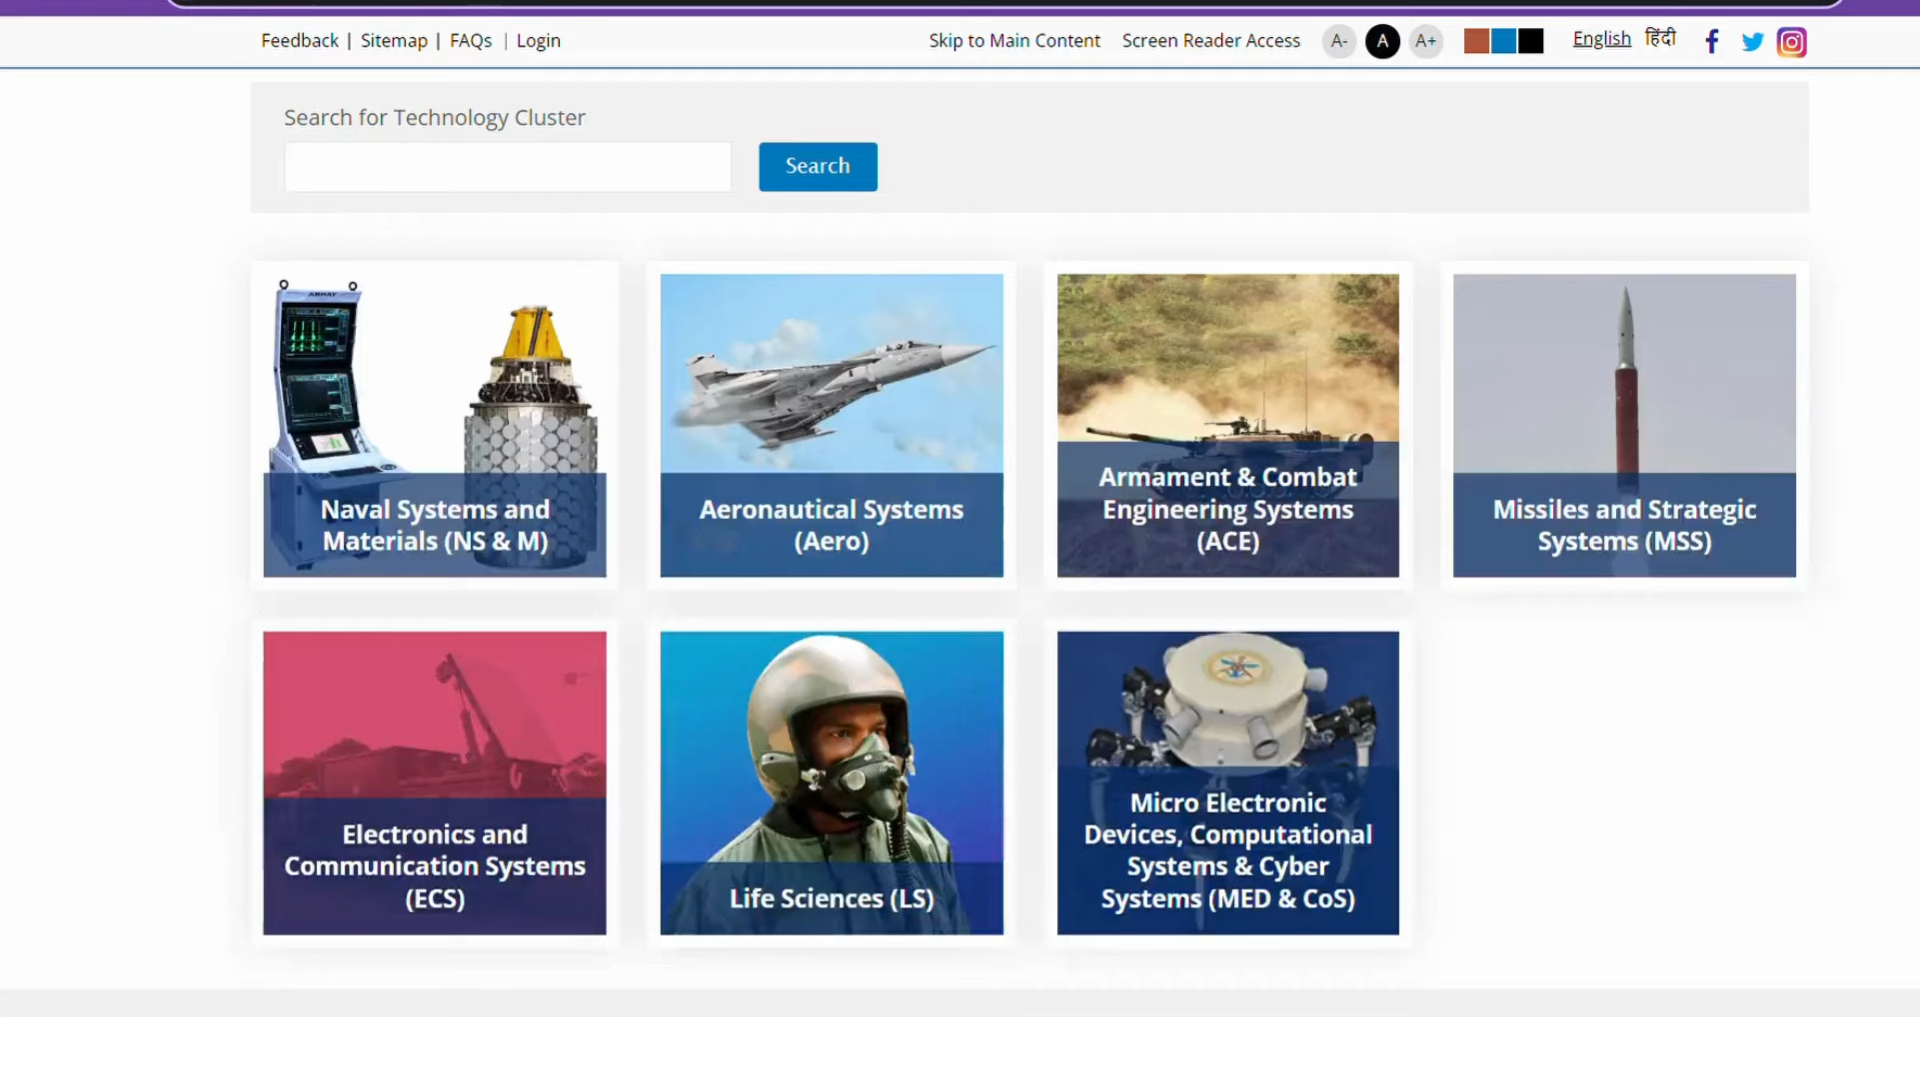 Feedback | Sitemap | FAQs | Login
Skip to Main Content Screen Reader Access A- A A+ English हिंदी
Search for Technology Cluster
Search
Naval Systems and
Materials (NS & M)
Aeronautical Systems
(Aero)
Armament & Combat
Engineering Systems
(ACE)
Missiles and Strategic
Systems (MSS)
Electronics and
Communication Systems
(ECS)
Life Sciences (LS)
Micro Electronic
Devices, Computational
Systems & Cyber
Systems (MED & CoS)